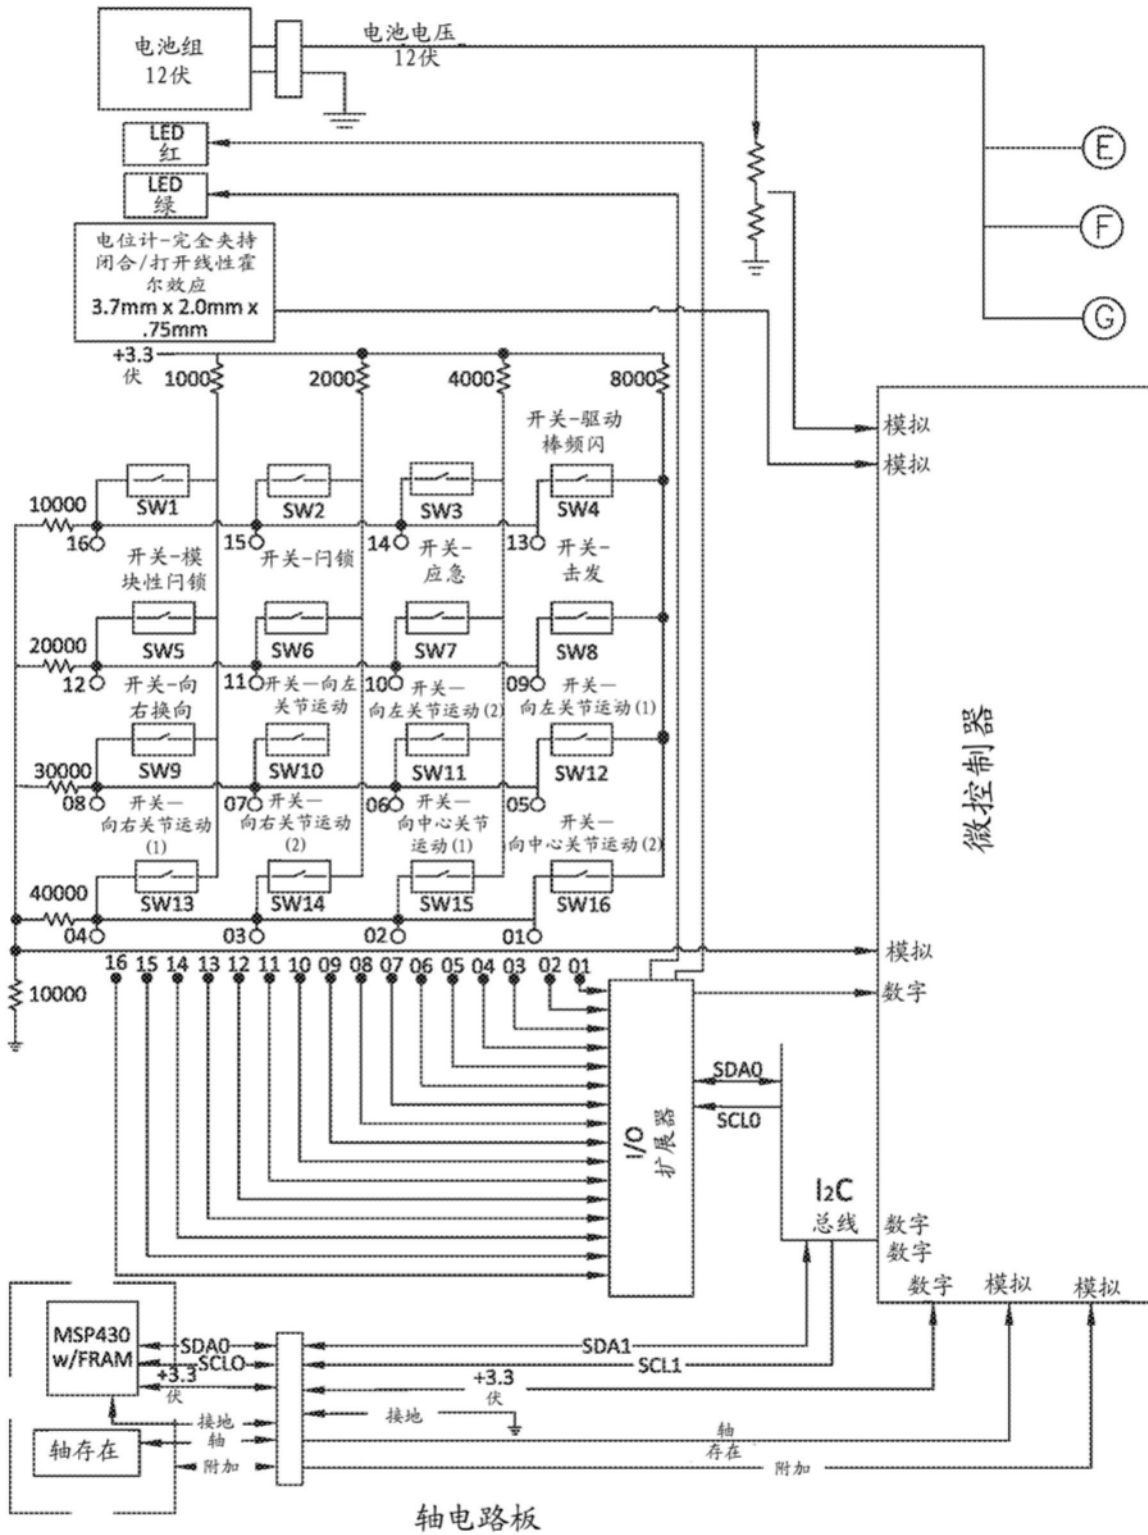 电池组
12伏
电池电压
12伏
LED
红
LED
绿
E
F
G
电位计-完全夹持
闭合/打开线性霍
尔效应
3.7mm x 2.0mm x
.75mm
+3.3
伏
1000
2000
4000
8000
开关-驱动
棒频闪
模拟
模拟
10000
SW1
SW2
SW3
SW4
16
15
14
13
开关-模
块性闩锁
开关-闩锁
开关-
应急
开关-
击发
20000
SW5
SW6
SW7
SW8
12
11
10
09
开关-向
右换向
开关—向左
关节运动
开关—
向左关节运动(2)
开关—
向左关节运动(1)
30000
SW9
SW10
SW11
SW12
08
07
06
05
开关—
向右关节运动
(1)
开关—
向右关节运动
(2)
开关—
向中心关节
运动(1)
开关—
向中心关节运动(2)
40000
SW13
SW14
SW15
SW16
04
03
02
01
微控制器
16 15 14 13 12 11 10 09 08 07 06 05 04 03 02 01
10000
模拟
数字
I/O
扩展器
SDA0
SCL0
I2C
总线
数字
数字
数字
模拟
模拟
MSP430
w/FRAM
SDA0
SCLO
+3.3
伏
接地
轴
附加
轴存在
SDA1
SCL1
+3.3
伏
接地
轴
存在
附加
轴电路板